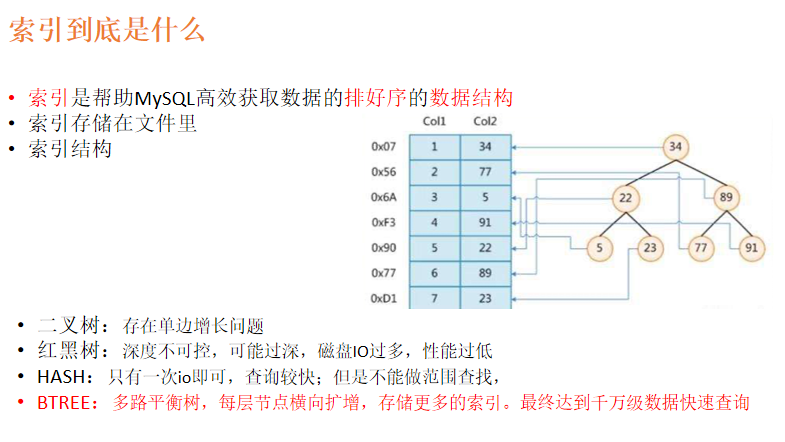 索引到底是什么
• 索引是帮助MySQL高效获取数据的排好序的数据结构
• 索引存储在文件里
• 索引结构
Col1 Col2
0x07 1 34
0x56 2 77
0x6A 3 5
0xF3 4 91
0x90 5 22
0x77 6 89
0xD1 7 23
34
22 89
5 23 77 91
• 二叉树：存在单边增长问题
• 红黑树：深度不可控，可能过深，磁盘IO过多，性能过低
• HASH：只有一次io即可，查询较快；但是不能做范围查找，
• BTREE：多路平衡树，每层节点横向扩增，存储更多的索引。最终达到千万级数据快速查询